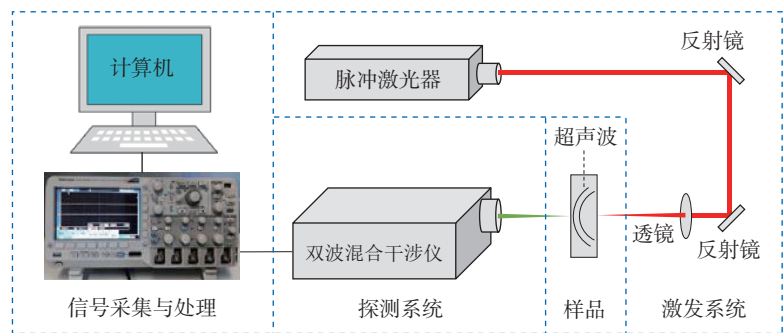 计算机
脉冲激光器
反射镜
超声波
双波混合干涉仪
透镜
反射镜
信号采集与处理
探测系统
样品
激发系统